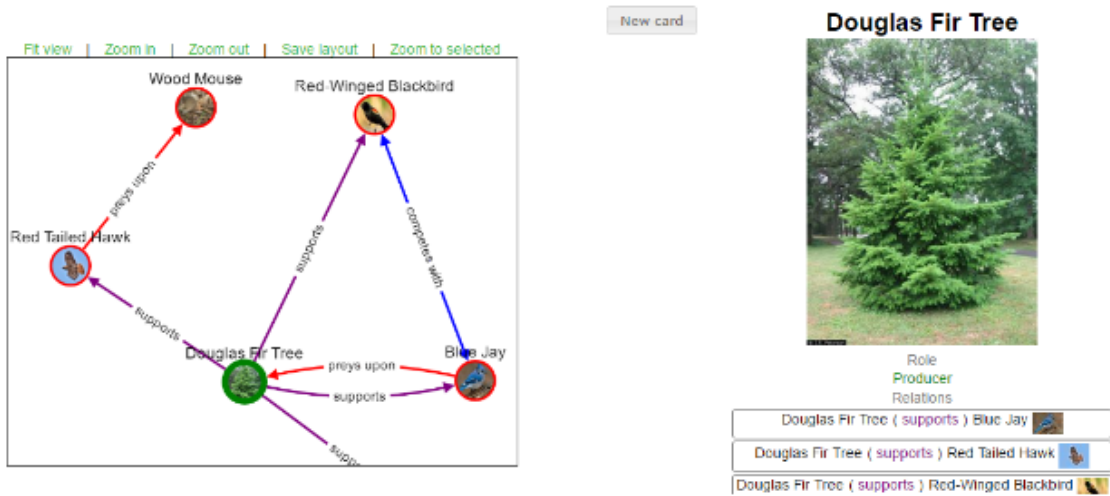 New card
Douglas Fir Tree
Fit view | Zoom in | Zoom out | Save layout | Zoom to selected
Wood Mouse
Red-Winged Blackbird
preys upon
Red Tailed Hawk
supports
competes with
supports
Douglas Fir Tree
Blue Jay
preys upon
supports
Role
Producer
Relations
Douglas Fir Tree ( supports ) Blue Jay
Douglas Fir Tree ( supports ) Red Tailed Hawk
Douglas Fir Tree ( supports ) Red-Winged Blackbird